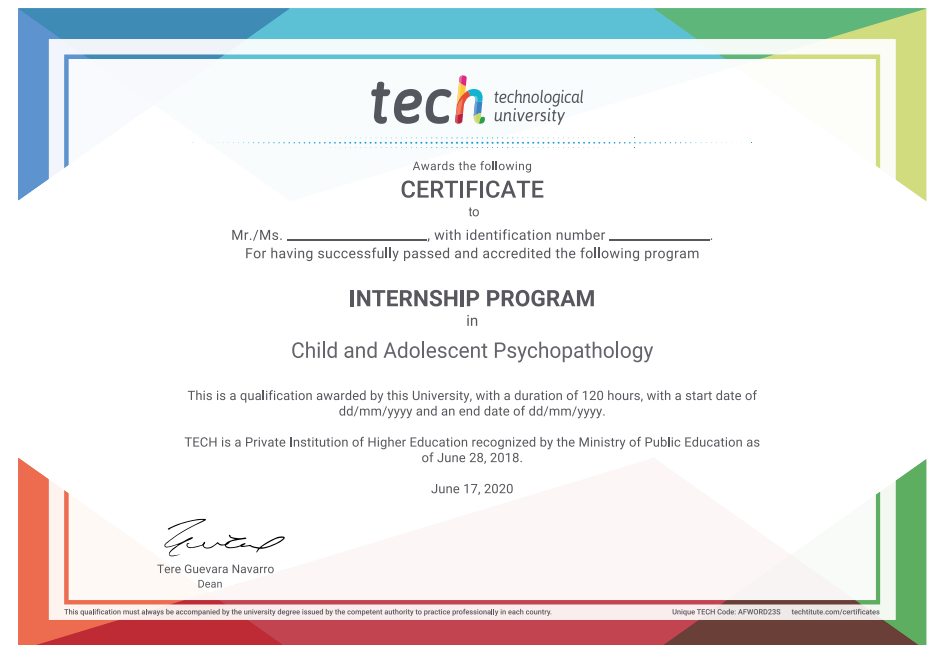 tech technological
university
Awards the following
CERTIFICATE
to
Mr./Ms. ____________________, with identification number ______________.
For having successfully passed and accredited the following program
INTERNSHIP PROGRAM
in
Child and Adolescent Psychopathology
This is a qualification awarded by this University, with a duration of 120 hours, with a start date of
dd/mm/yyyy and an end date of dd/mm/yyyy.
TECH is a Private Institution of Higher Education recognized by the Ministry of Public Education as
of June 28, 2018.
June 17, 2020
Tere Guevara Navarro
Dean
This qualification must always be accompanied by the university degree issued by the competent authority to practice professionally in each country.
Unique TECH Code: AFWORD23S techtitute.com/certificates